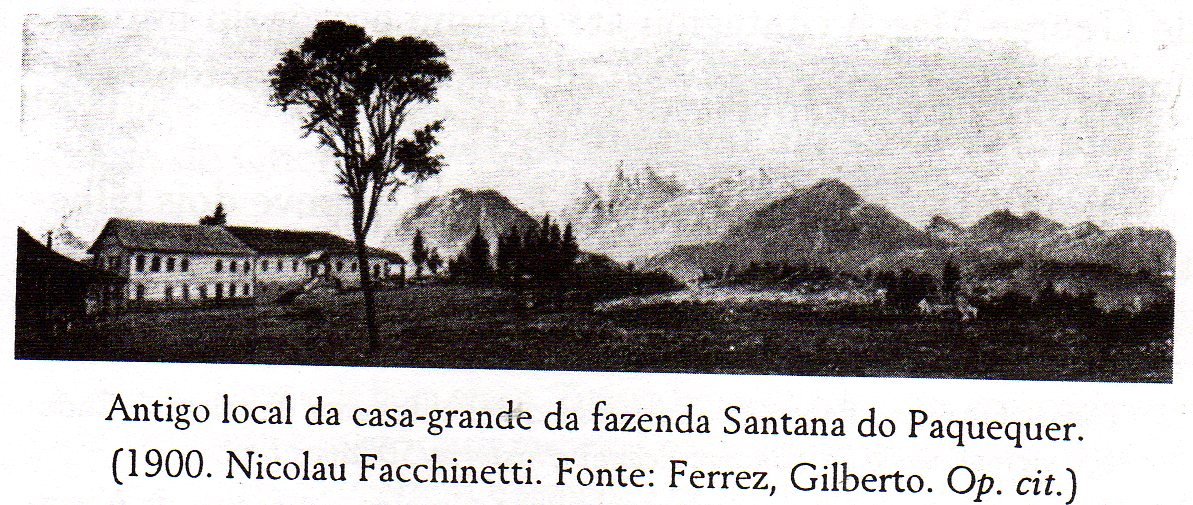 Antigo local da casa-grande da fazenda Santana do Paquequer.
(1900. Nicolau Facchinetti. Fonte: Ferrez, Gilberto. Op. cit.)